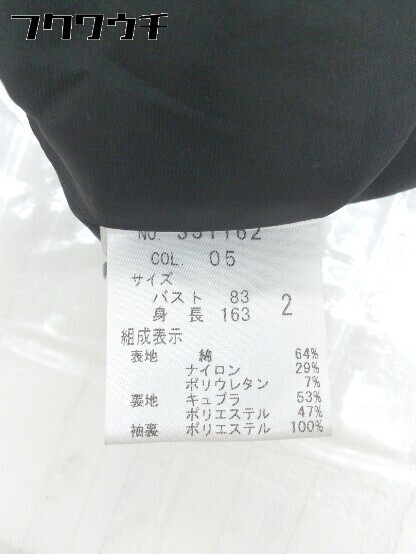 フクワウチ
NO. 351162
COL. 05
サイズ
バスト 83
身長 163 2
組成表示
表地 綿 64%
ナイロン 29%
ポリウレタン 7%
裏地 キュプラ 53%
ポリエステル 47%
袖裏 ポリエステル 100%